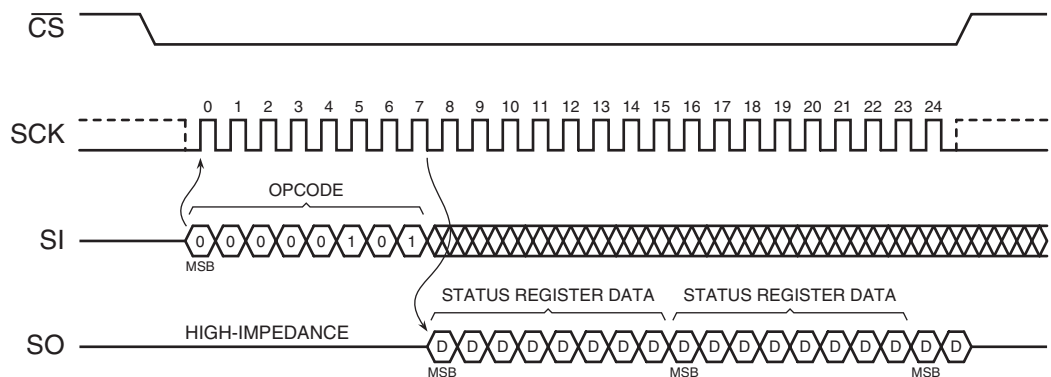 CS
SCK
0 1 2 3 4 5 6 7 8 9 10 11 12 13 14 15 16 17 18 19 20 21 22 23 24
OPCODE
SI
0 0 0 0 0 1 0 1
MSB
STATUS REGISTER DATA STATUS REGISTER DATA
SO
HIGH-IMPEDANCE
D D D D D D D D D D D D D D D D D D
MSB MSB MSB